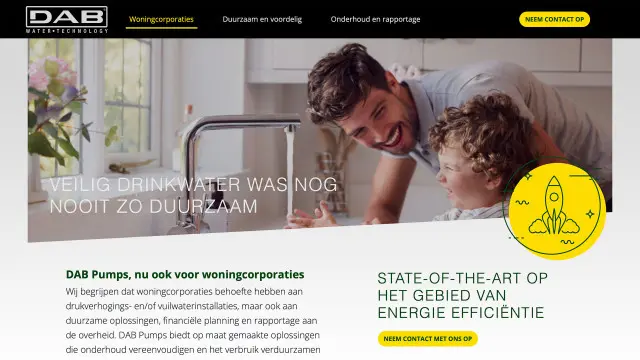 DAB
WATER • TECHNOLOGY
Woningcorporaties
Duurzaam en voordelig
Onderhoud en rapportage
NEEM CONTACT OP
VEILIG DRINKWATER WAS NOG
NOOIT ZO DUURZAAM
DAB Pumps, nu ook voor woningcorporaties
Wij begrijpen dat woningcorporaties behoefte hebben aan
drukverhogings- en/of vuilwaterinstallaties, maar ook aan
duurzame oplossingen, financiële planning en rapportage aan
de overheid. DAB Pumps biedt op maat gemaakte oplossingen
die onderhoud vereenvoudigen en het verbruik verduurzamen
STATE-OF-THE-ART OP
HET GEBIED VAN
ENERGIE EFFICIËNTIE
NEEM CONTACT MET ONS OP